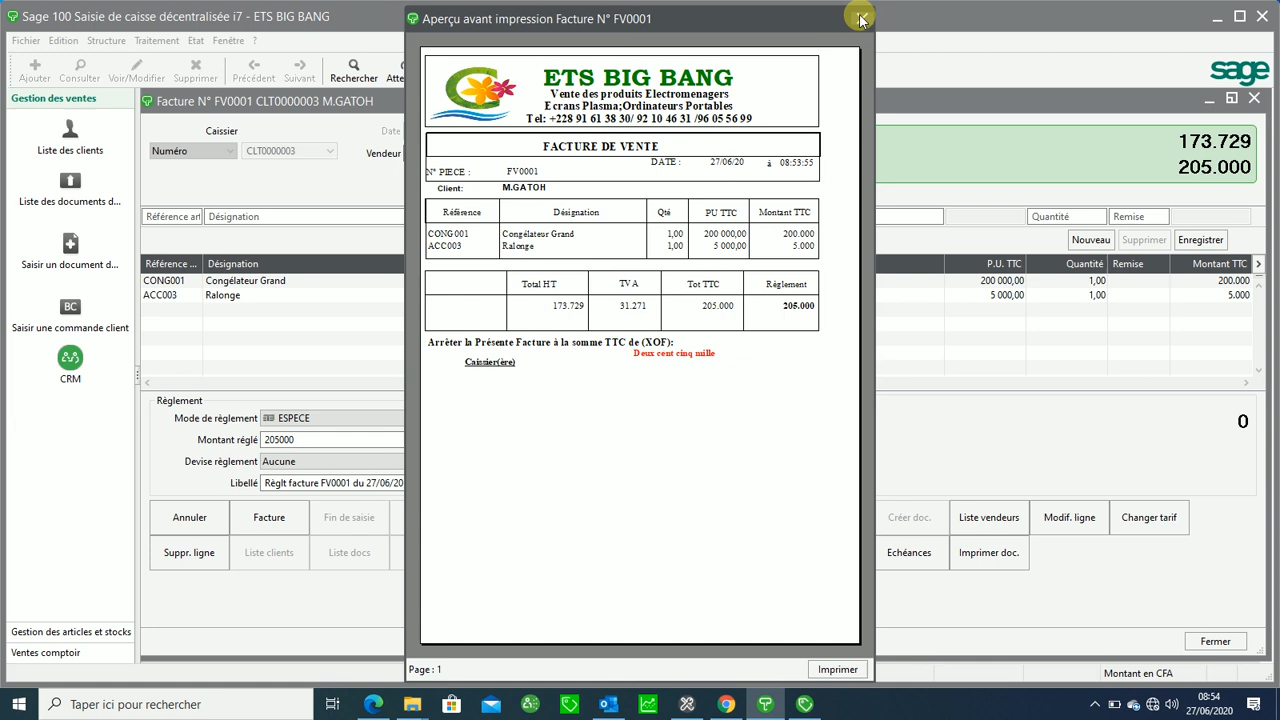 Sage 100 Saisie de caisse décentralisée i7 - ETS BIG BANG
Aperçu avant impression Facture N° FV0001
Fichier Edition Structure Traitement Etat Fenêtre ?
Ajouter Consulter Voir/Modifier Supprimer Précédent Suivant Rechercher
sage
Gestion des ventes
Facture N° FV0001 CLT0000003 M.GATOH
Liste des clients
Liste des documents d...
Saisir un document d...
BC
Saisir une commande client
CRM
Gestion des articles et stocks
Ventes comptoir
Caissier
Numéro CLT0000003 Vendeur
173.729
205.000
Désignation Quantité Remise
Nouveau Supprimer Enregistrer
Référence ... Désignation P.U. TTC Quantité Remise Montant TTC
CONG001 Congélateur Grand 200 000,00 1,00 200.000
ACC003 Ralonge 5 000,00 1,00 5.000
ETS BIG BANG
Vente des produits Electromenagers
Ecrans Plasma;Ordinateurs Portables
Tel: +228 91 61 38 30/ 92 10 46 31 /96 05 56 99
FACTURE DE VENTE
DATE : 27/06/20 à 08:53:55
N° PIECE : FV0001
Client: M.GATOH
Référence Désignation Qté PU TTC Montant TTC
CONG001 Congélateur Grand 1,00 200 000,00 200.000
ACC003 Ralonge 1,00 5 000,00 5.000
Total HT TVA Tot TTC Règlement
173.729 31.271 205.000 205.000
Arrêter la Présente Facture à la somme TTC de (XOF):
Deux cent cinq mille
Caissier(ère)
Page : 1 Imprimer
Règlement
Mode de règlement ESPECE
Montant réglé 205000
Devise règlement Aucune
Libellé Règlt facture FV0001 du 27/06/20
0
Annuler Facture Fin de saisie Créer doc. Liste vendeurs Modif. ligne Changer tarif
Suppr. ligne Liste clients Liste docs Echéances Imprimer doc.
Fermer
Montant en CFA
Taper ici pour rechercher
08:54
27/06/2020